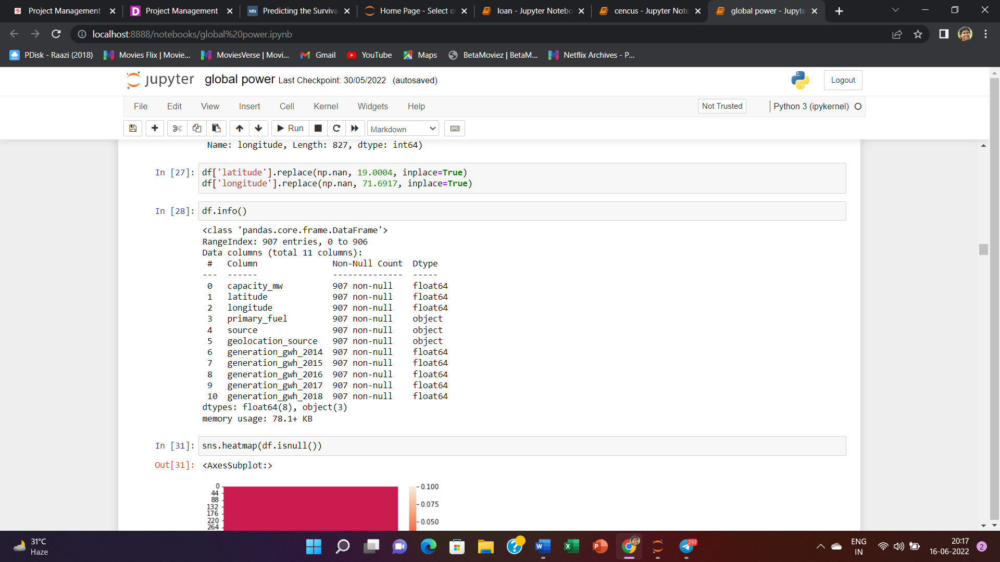 Project Management
Project Management
tds Predicting the Surviva
Home Page - Select o
loan - Jupyter Notebo
cencus - Jupyter Note
global power - Jupyte
localhost:8888/notebooks/global%20power.ipynb
PDisk - Raazi (2018)
Movies Flix | Movie...
MoviesVerse | Movi...
Gmail
YouTube
Maps
BetaMoviez | BetaM...
Netflix Archives - P...
jupyter global power Last Checkpoint: 30/05/2022 (autosaved)
Logout
File Edit View Insert Cell Kernel Widgets Help
Not Trusted
Python 3 (ipykernel)
Run
Markdown
Name: longitude, Length: 827, dtype: int64)
In [27]: df['latitude'].replace(np.nan, 19.0004, inplace=True)
df['longitude'].replace(np.nan, 71.6917, inplace=True)
In [28]: df.info()
<class 'pandas.core.frame.DataFrame'>
RangeIndex: 907 entries, 0 to 906
Data columns (total 11 columns):
# Column Non-Null Count Dtype
--- ------ -------------- -----
0 capacity_mw 907 non-null float64
1 latitude 907 non-null float64
2 longitude 907 non-null float64
3 primary_fuel 907 non-null object
4 source 907 non-null object
5 geolocation_source 907 non-null object
6 generation_gwh_2014 907 non-null float64
7 generation_gwh_2015 907 non-null float64
8 generation_gwh_2016 907 non-null float64
9 generation_gwh_2017 907 non-null float64
10 generation_gwh_2018 907 non-null float64
dtypes: float64(8), object(3)
memory usage: 78.1+ KB
In [31]: sns.heatmap(df.isnull())
Out[31]: <AxesSubplot:>
0
44
88
132
176
220
264
0.100
0.075
0.050
31°C
Haze
297
ENG
IN
20:17
16-06-2022
2